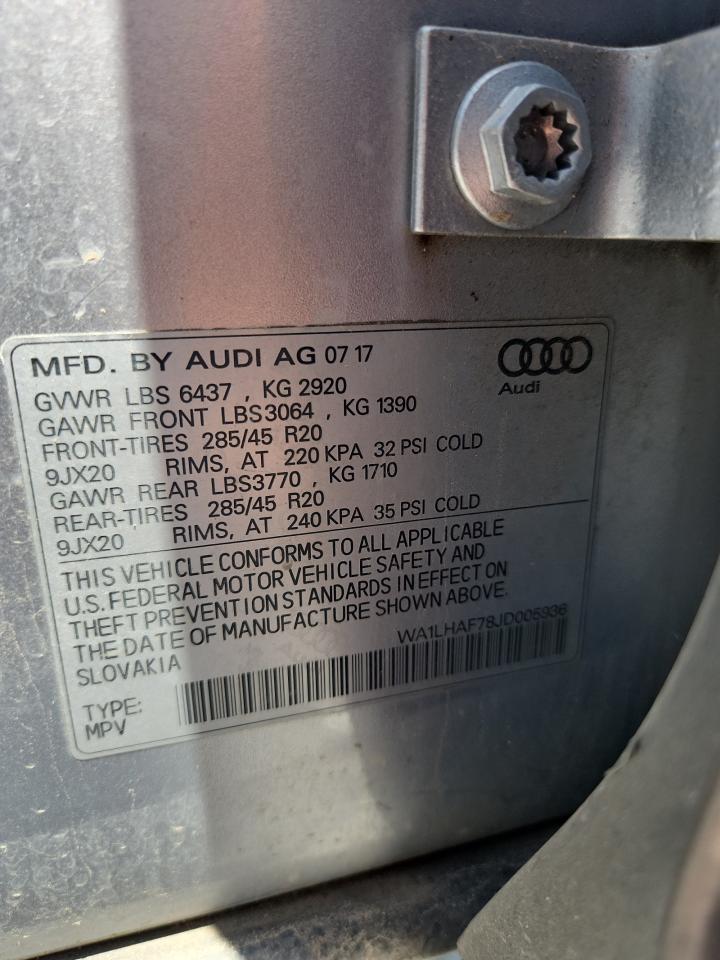 MFD. BY AUDI AG 07 17
Audi
GVWR LBS 6437 , KG 2920
GAWR FRONT LBS3064 , KG 1390
FRONT-TIRES 285/45 R20
9JX20 RIMS, AT 220 KPA 32 PSI COLD
GAWR REAR LBS3770 , KG 1710
REAR-TIRES 285/45 R20
9JX20 RIMS, AT 240 KPA 35 PSI COLD
THIS VEHICLE CONFORMS TO ALL APPLICABLE
U.S. FEDERAL MOTOR VEHICLE SAFETY AND
THEFT PREVENTION STANDARDS IN EFFECT ON
THE DATE OF MANUFACTURE SHOWN ABOVE.
SLOVAKIA
WA1LHAF78JD005936
TYPE:
MPV